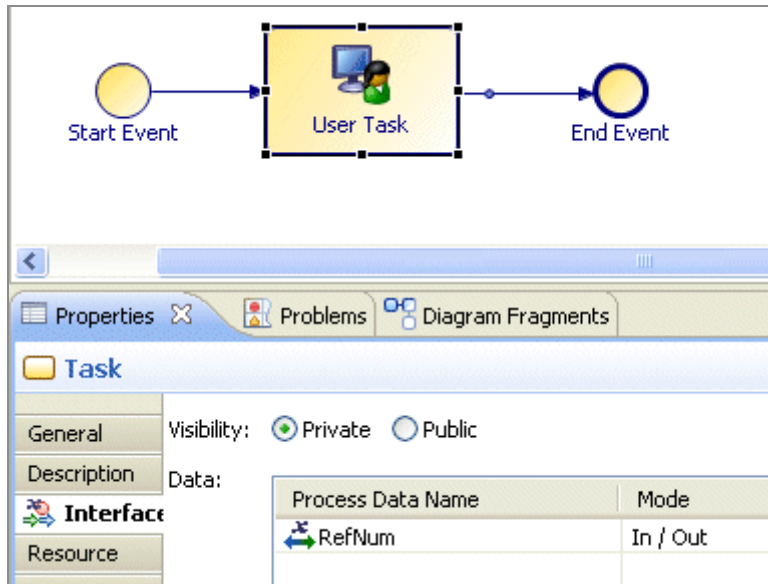 Start Event
User Task
End Event
Properties
Problems
Diagram Fragments
Task
General
Visibility: Private Public
Description
Data:
Process Data Name Mode
Interface
RefNum In / Out
Resource